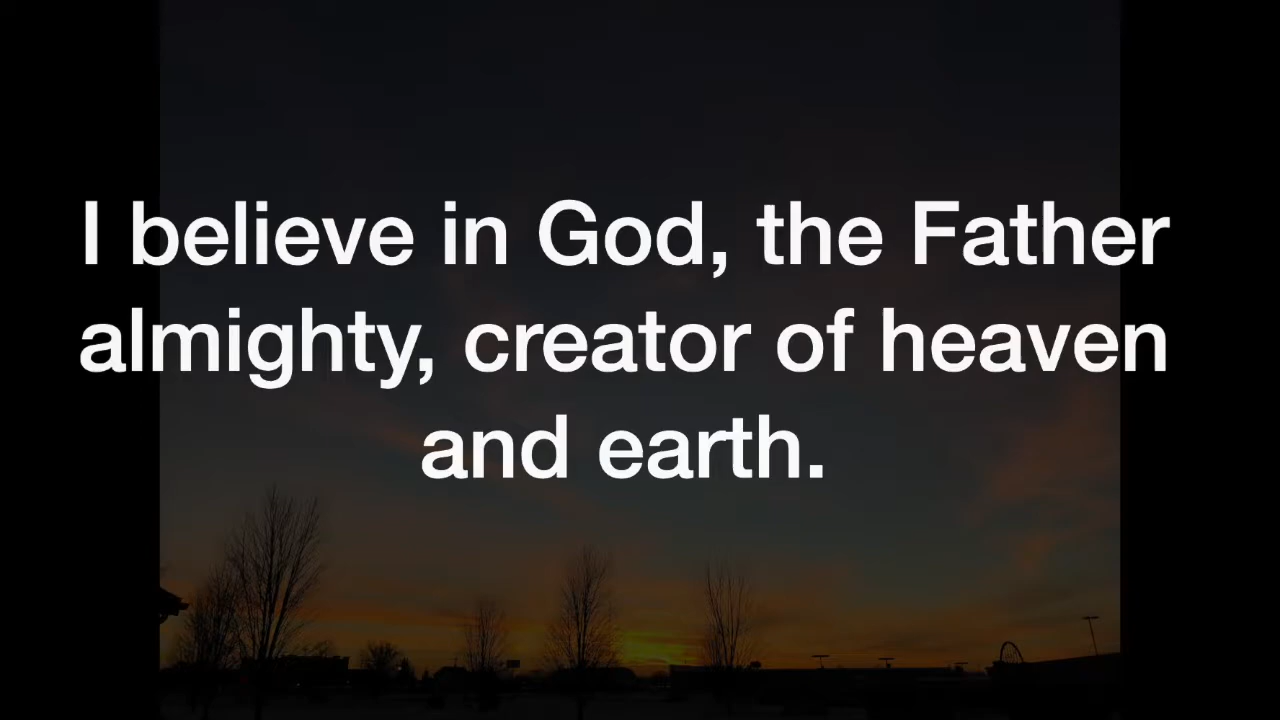 I believe in God, the Father
almighty, creator of heaven
and earth.